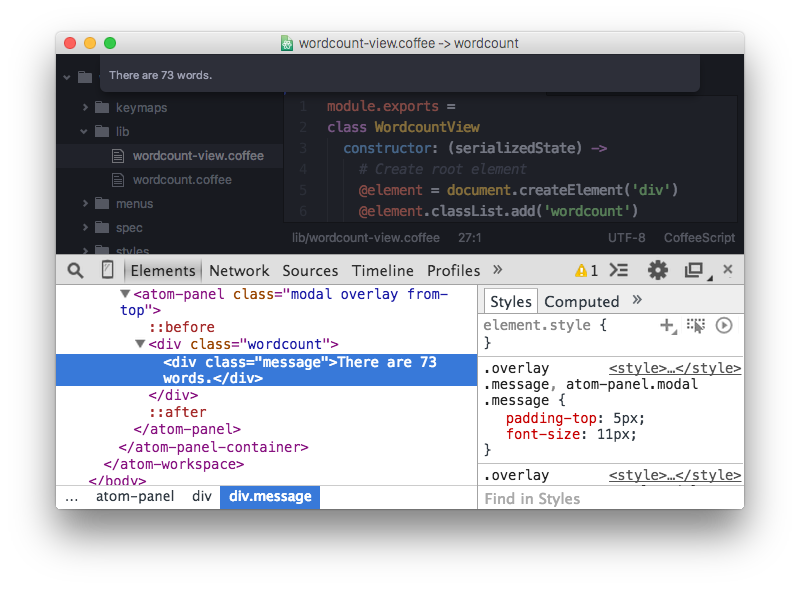 wordcount-view.coffee -> wordcount
There are 73 words.
keymaps
lib
wordcount-view.coffee
wordcount.coffee
menus
spec
styles
1 module.exports =
2 class WordcountView
3 constructor: (serializedState) ->
4 # Create root element
5 @element = document.createElement('div')
6 @element.classList.add('wordcount')
lib/wordcount-view.coffee 27:1 UTF-8 CoffeeScript
Elements Network Sources Timeline Profiles » 1
▼<atom-panel class="modal overlay from-
top">
::before
▼<div class="wordcount">
<div class="message">There are 73
words.</div>
</div>
::after
</atom-panel>
</atom-panel-container>
</atom-workspace>
</body>
... atom-panel div div.message
Styles Computed »
element.style {
}
.overlay <style>…</style>
.message, atom-panel.modal
.message {
padding-top: 5px;
font-size: 11px;
}
.overlay <style>…</style>
Find in Styles